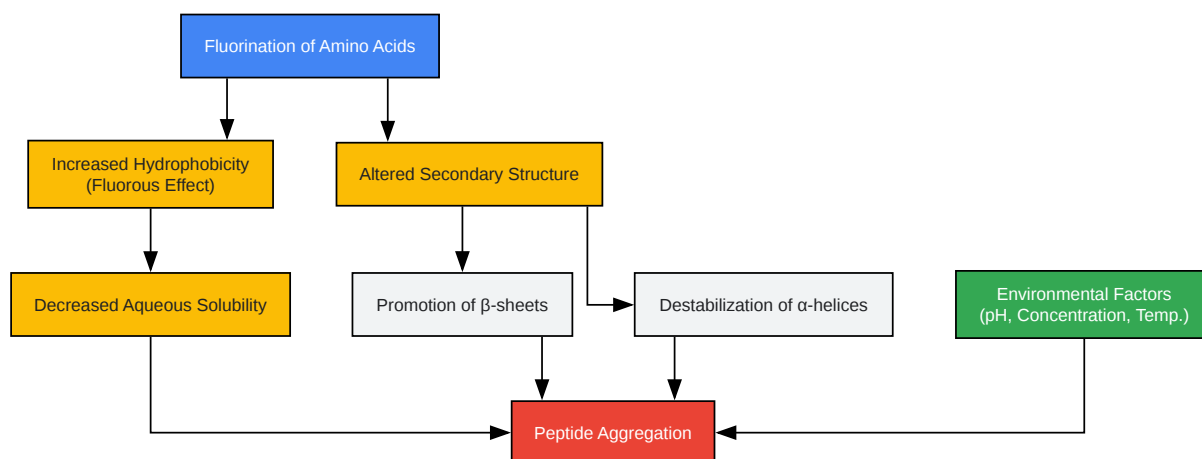 Fluorination of Amino Acids
Increased Hydrophobicity
(Fluorous Effect)
Altered Secondary Structure
Decreased Aqueous Solubility
Promotion of β-sheets
Destabilization of α-helices
Environmental Factors
(pH, Concentration, Temp.)
Peptide Aggregation